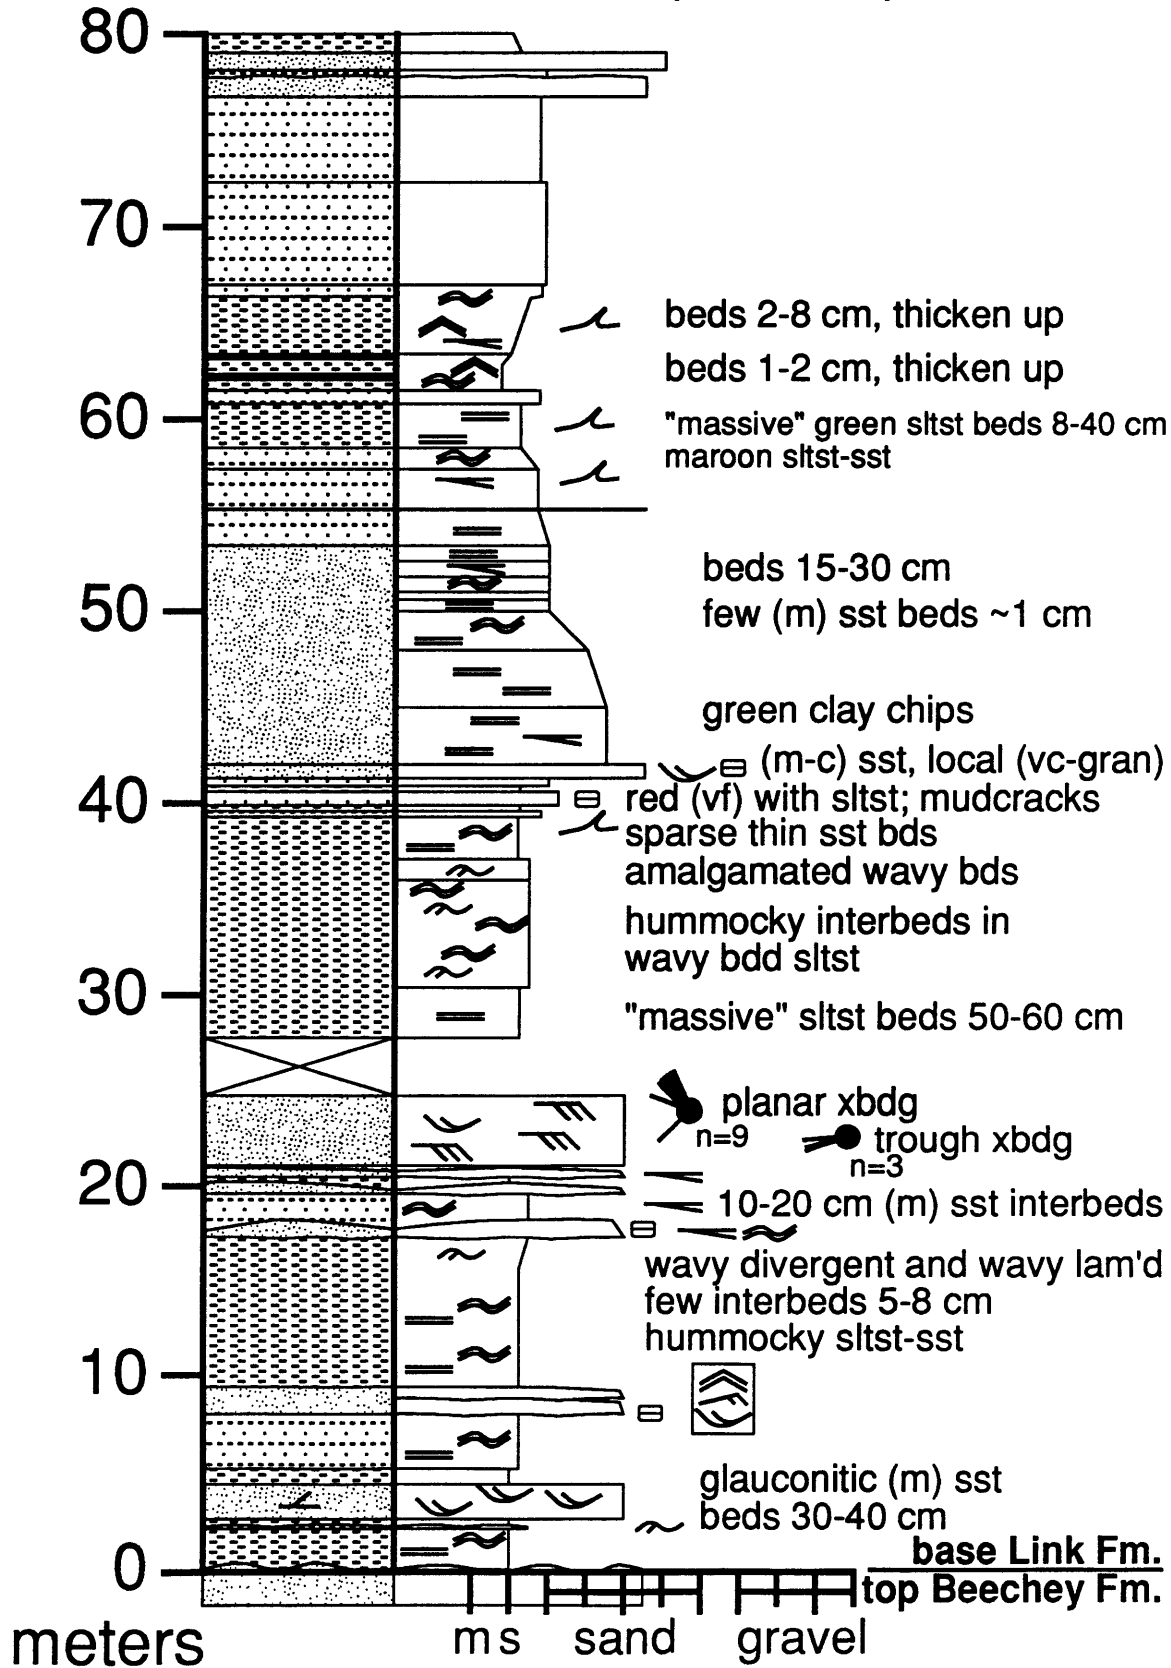 80
70
beds 2-8 cm, thicken up
beds 1-2 cm, thicken up
60
"massive" green sltst beds 8-40 cm
maroon sltst-sst
beds 15-30 cm
50
few (m) sst beds ~1 cm
green clay chips
(m-c) sst, local (vc-gran)
40
red (vf) with sltst; mudcracks
sparse thin sst bds
amalgamated wavy bds
hummocky interbeds in
wavy bdd sltst
30
"massive" sltst beds 50-60 cm
planar xbdg
n=9
trough xbdg
n=3
20
10-20 cm (m) sst interbeds
wavy divergent and wavy lam'd
few interbeds 5-8 cm
hummocky sltst-sst
10
glauconitic (m) sst
beds 30-40 cm
base Link Fm.
0
top Beechey Fm.
meters
m s sand gravel